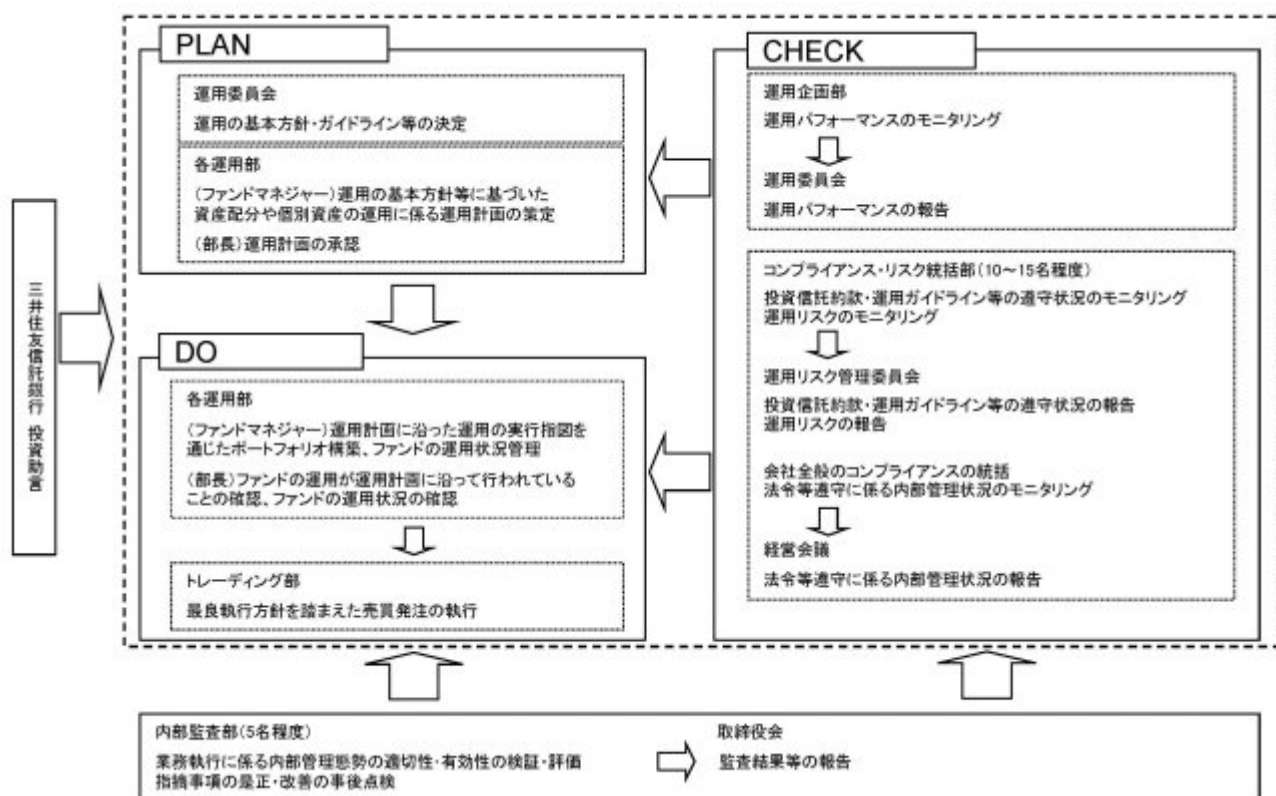 三井住友信託銀行 投資助言
PLAN
運用委員会
運用の基本方針・ガイドライン等の決定
各運用部
(ファンドマネジャー)運用の基本方針等に基づいた
資産配分や個別資産の運用に係る運用計画の策定
(部長)運用計画の承認
DO
各運用部
(ファンドマネジャー)運用計画に沿った運用の実行指図を
通じたポートフォリオ構築、ファンドの運用状況管理
(部長)ファンドの運用が運用計画に沿って行われている
ことの確認、ファンドの運用状況の確認
トレーディング部
最良執行方針を踏まえた売買発注の執行
CHECK
運用企画部
運用パフォーマンスのモニタリング
運用委員会
運用パフォーマンスの報告
コンプライアンス・リスク統括部(10～15名程度)
投資信託約款・運用ガイドライン等の遵守状況のモニタリング
運用リスクのモニタリング
運用リスク管理委員会
投資信託約款・運用ガイドライン等の遵守状況の報告
運用リスクの報告
会社全般のコンプライアンスの統括
法令等遵守に係る内部管理状況のモニタリング
経営会議
法令等遵守に係る内部管理状況の報告
内部監査部(5名程度)
業務執行に係る内部管理態勢の適切性・有効性の検証・評価
指摘事項の是正・改善の事後点検
取締役会
監査結果等の報告